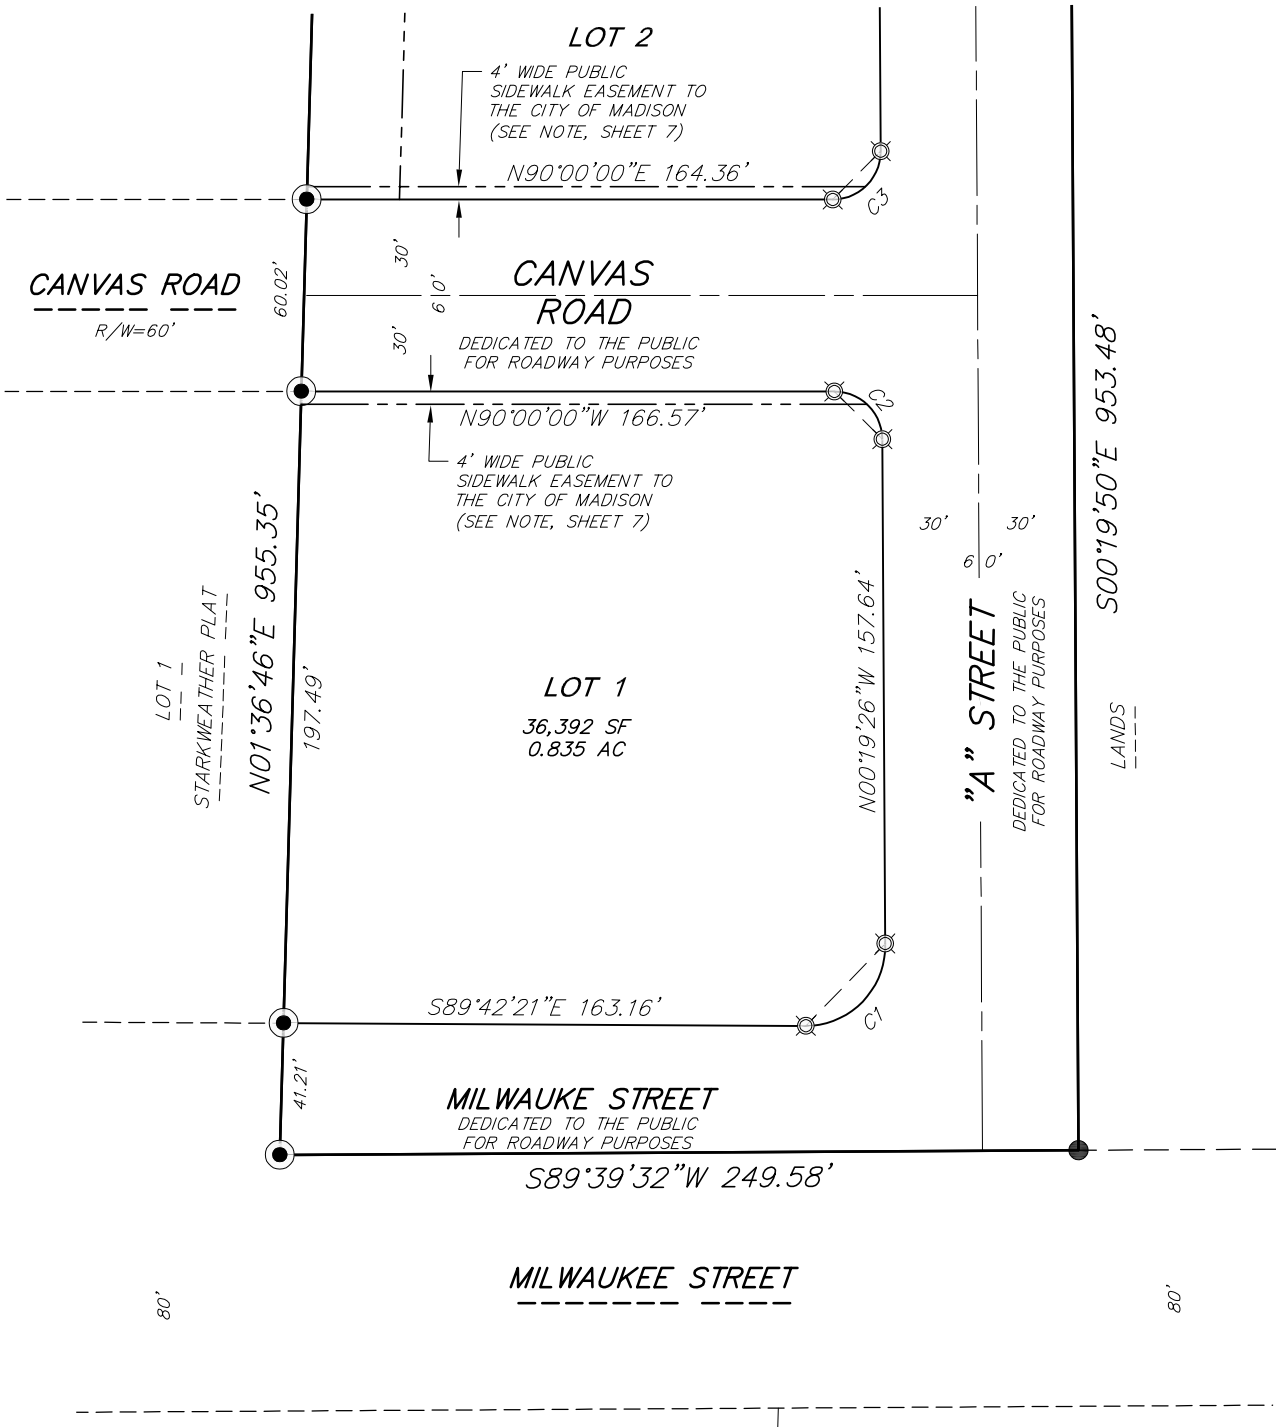 LOT 2
4' WIDE PUBLIC
SIDEWALK EASEMENT TO
THE CITY OF MADISON
(SEE NOTE, SHEET 7)
N90°00'00"E 164.36'
C3
CANVAS ROAD
R/W=60'
60.02'
30'
60'
30'
CANVAS
ROAD
DEDICATED TO THE PUBLIC
FOR ROADWAY PURPOSES
N90°00'00"W 166.57'
C2
4' WIDE PUBLIC
SIDEWALK EASEMENT TO
THE CITY OF MADISON
(SEE NOTE, SHEET 7)
S00°19'50"E 953.48'
30'
30'
60'
LOT 1
STARKWEATHER PLAT
N01°36'46"E 955.35'
197.49'
LOT 1
36,392 SF
0.835 AC
N00°19'26"W 157.64'
"A" STREET
DEDICATED TO THE PUBLIC
FOR ROADWAY PURPOSES
LANDS
S89°42'21"E 163.16'
C1
41.21'
MILWAUKE STREET
DEDICATED TO THE PUBLIC
FOR ROADWAY PURPOSES
S89°39'32"W 249.58'
MILWAUKEE STREET
80'
80'